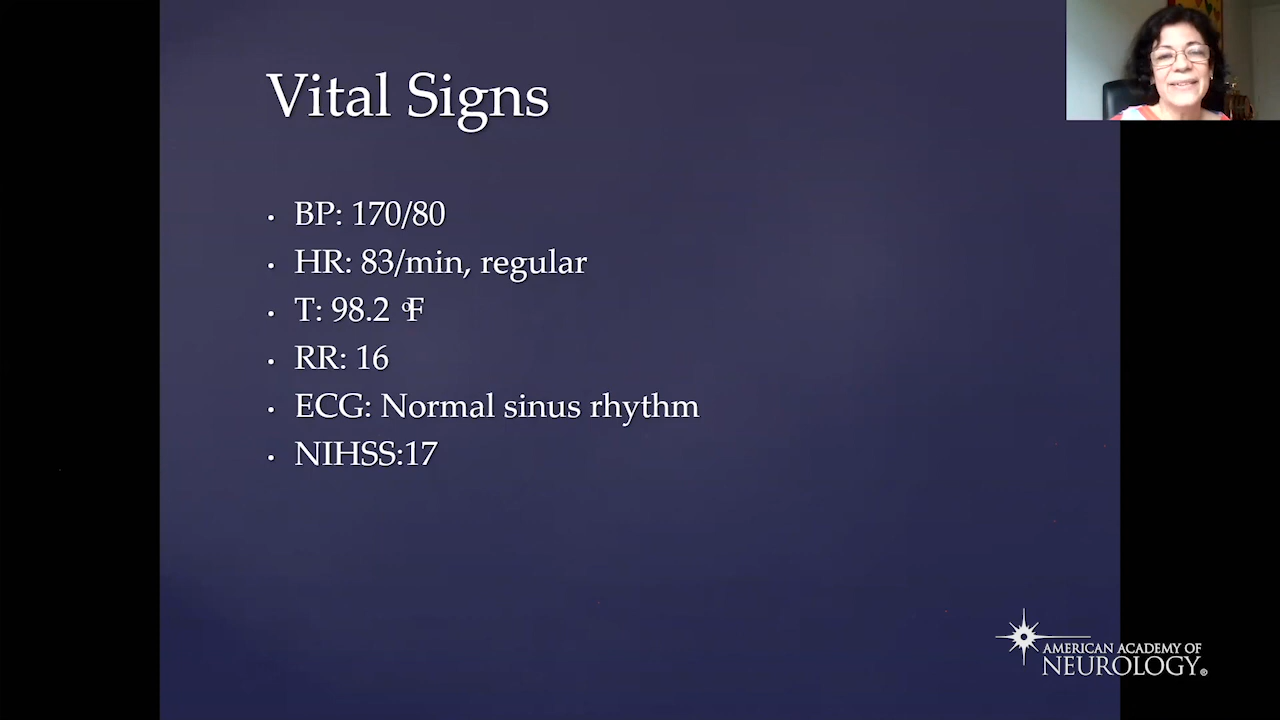 Vital Signs
• BP: 170/80
• HR: 83/min, regular
• T: 98.2 ºF
• RR: 16
• ECG: Normal sinus rhythm
• NIHSS:17
AMERICAN ACADEMY OF
NEUROLOGY®